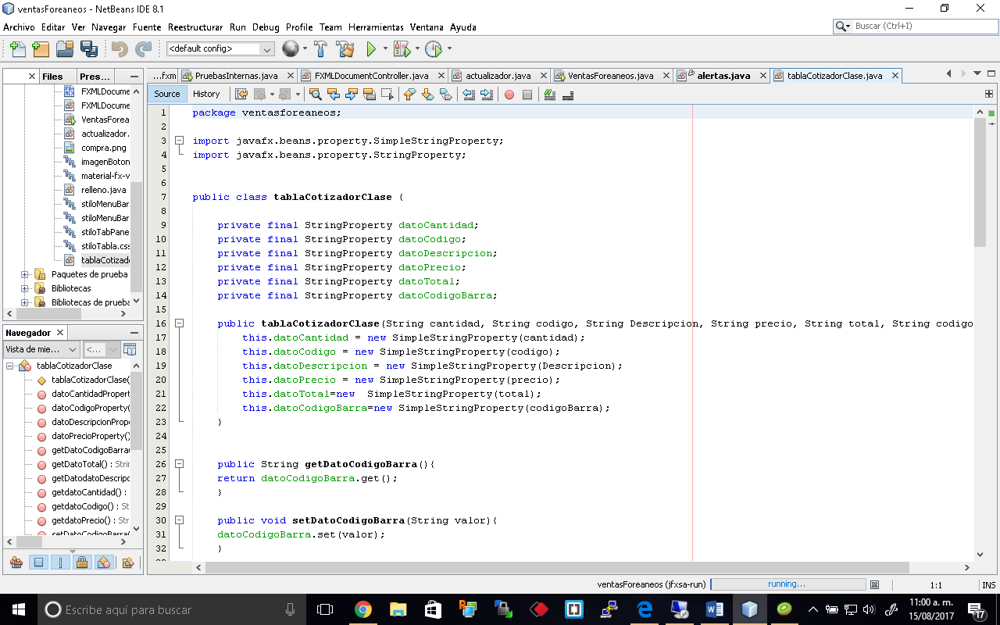 ventasForeaneos - NetBeans IDE 8.1
Archivo Editar Ver Navegar Fuente Reestructurar Run Debug Profile Team Herramientas Ventana Ayuda
Buscar (Ctrl+I)
<default config>
Files Pres...
...fxm PruebasInternas.java FXMLDocumentController.java actualizador.java VentasForeaneos.java alertas.java tablaCotizadorClase.java
Source History
FXMLDocume
FXMLDocume
VentasForea
actualizador.
compra.png
imagenBoton
material-fx-v
relleno.java
stiloMenuBar
stiloMenuBar
stiloTabPane
stiloTabla.css
tablaCotizado
Paquetes de prueba
Bibliotecas
Bibliotecas de prueba
Navegador
Vista de mie... <...
tablaCotizadorClase
tablaCotizadorClase(
datoCantidadPropert
datoCodigoProperty(
datoDescripcionPrope
datoPrecioProperty()
getDatoCodigoBarra(
getDatoTotal() : Strin
getDatodatoDescripc
getdatoCantidad() :
getdatoCodigo() : St
getdatoPrecio() : Str
setDatoCodigoBarra(
1 package ventasforeaneos;
2
3 import javafx.beans.property.SimpleStringProperty;
4 import javafx.beans.property.StringProperty;
5
6
7 public class tablaCotizadorClase {
8
9 private final StringProperty datoCantidad;
10 private final StringProperty datoCodigo;
11 private final StringProperty datoDescripcion;
12 private final StringProperty datoPrecio;
13 private final StringProperty datoTotal;
14 private final StringProperty datoCodigoBarra;
15
16 public tablaCotizadorClase(String cantidad, String codigo, String Descripcion, String precio, String total, String codigo
17 this.datoCantidad = new SimpleStringProperty(cantidad);
18 this.datoCodigo = new SimpleStringProperty(codigo);
19 this.datoDescripcion = new SimpleStringProperty(Descripcion);
20 this.datoPrecio = new SimpleStringProperty(precio);
21 this.datoTotal=new  SimpleStringProperty(total);
22 this.datoCodigoBarra=new SimpleStringProperty(codigoBarra);
23 }
24
25
26 public String getDatoCodigoBarra(){
27 return datoCodigoBarra.get();
28 }
29
30 public void setDatoCodigoBarra(String valor){
31 datoCodigoBarra.set(valor);
32 }
ventasForeaneos (jfxsa-run) running... 1:1 INS
Escribe aquí para buscar
11:00 a. m.
15/08/2017
17